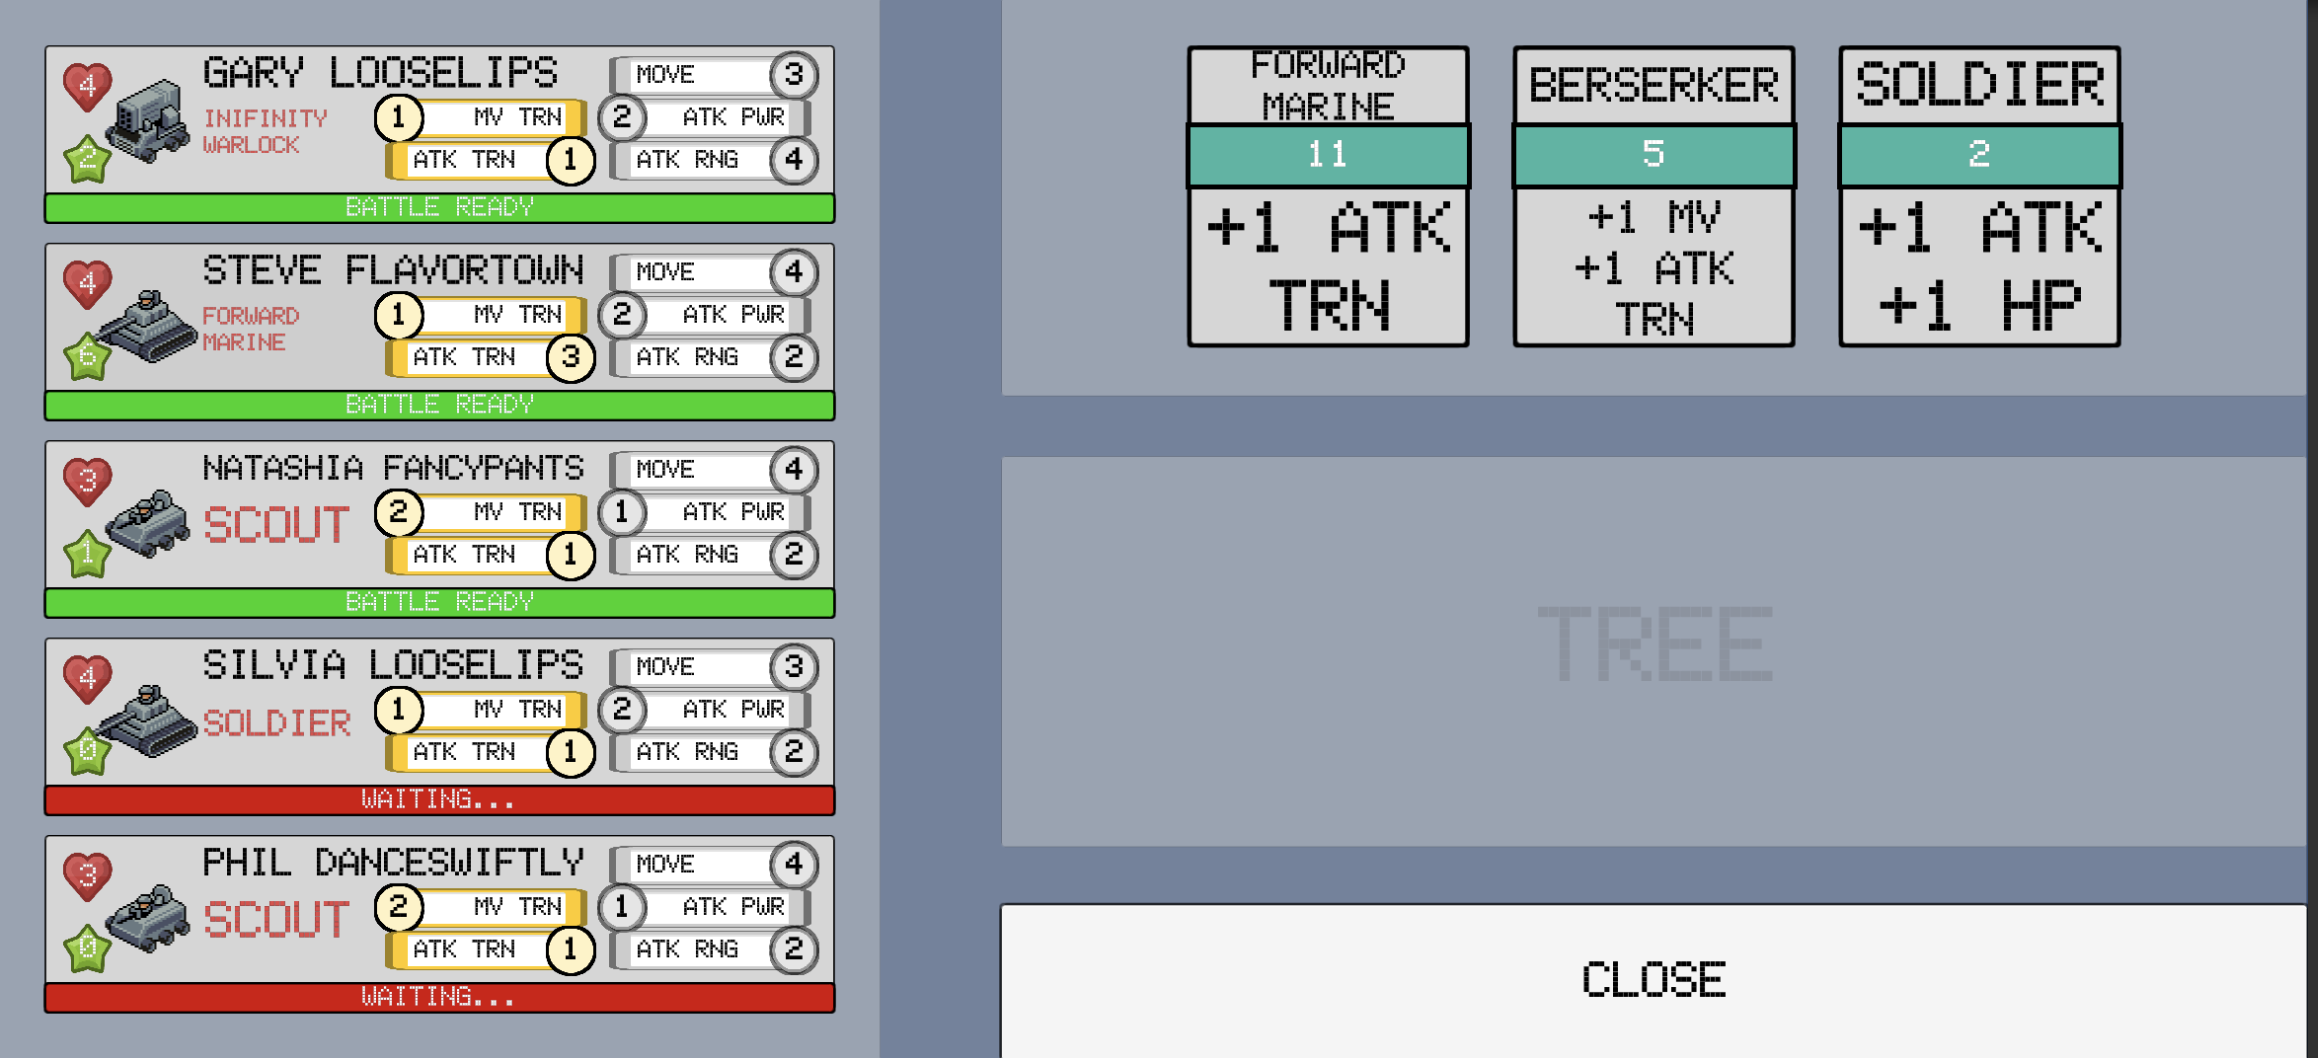 4
GARY LOOSELIPS
INIFINITY
WARLOCK
2
1 MV TRN
ATK TRN 1
MOVE 3
2 ATK PWR
ATK RNG 4
BATTLE READY
4
STEVE FLAVORTOWN
FORWARD
MARINE
6
1 MV TRN
ATK TRN 3
MOVE 4
2 ATK PWR
ATK RNG 2
BATTLE READY
3
NATASHIA FANCYPANTS
SCOUT
1
2 MV TRN
ATK TRN 1
MOVE 4
1 ATK PWR
ATK RNG 2
BATTLE READY
4
SILVIA LOOSELIPS
SOLDIER
0
1 MV TRN
ATK TRN 1
MOVE 3
2 ATK PWR
ATK RNG 2
WAITING...
3
PHIL DANCESWIFTLY
SCOUT
0
2 MV TRN
ATK TRN 1
MOVE 4
1 ATK PWR
ATK RNG 2
WAITING...
FORWARD
MARINE
11
+1 ATK
TRN
BERSERKER
5
+1 MV
+1 ATK
TRN
SOLDIER
2
+1 ATK
+1 HP
TREE
CLOSE